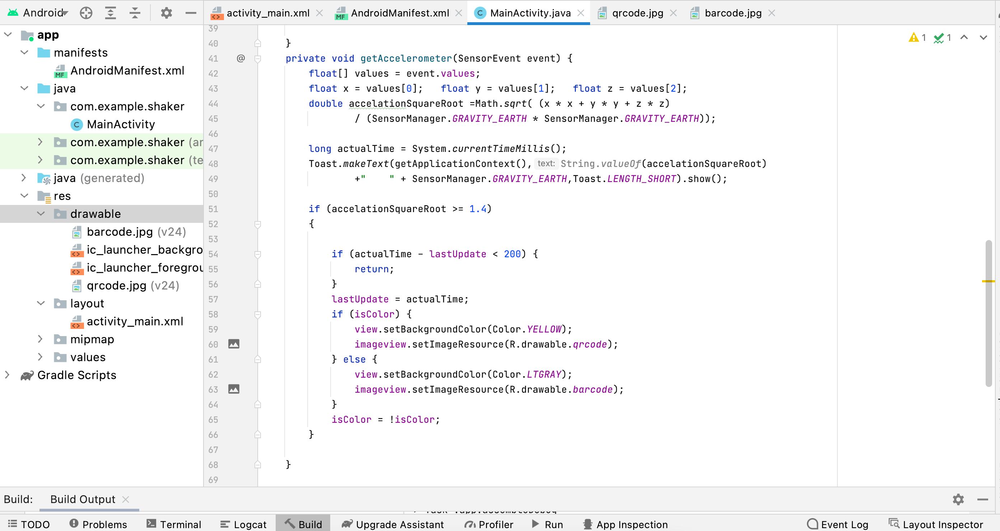 Android
activity_main.xml
AndroidManifest.xml
MainActivity.java
qrcode.jpg
barcode.jpg
app
manifests
AndroidManifest.xml
java
com.example.shaker
MainActivity
com.example.shaker (ar
com.example.shaker (te
java (generated)
res
drawable
barcode.jpg (v24)
ic_launcher_backgro
ic_launcher_foregrou
qrcode.jpg (v24)
layout
activity_main.xml
mipmap
values
Gradle Scripts
1 1
39
40 }
41 @ private void getAccelerometer(SensorEvent event) {
42 float[] values = event.values;
43 float x = values[0]; float y = values[1]; float z = values[2];
44 double accelationSquareRoot =Math.sqrt( (x * x + y * y + z * z)
45 / (SensorManager.GRAVITY_EARTH * SensorManager.GRAVITY_EARTH));
46
47 long actualTime = System.currentTimeMillis();
48 Toast.makeText(getApplicationContext(), text: String.valueOf(accelationSquareRoot)
49 +"    " + SensorManager.GRAVITY_EARTH,Toast.LENGTH_SHORT).show();
50
51 if (accelationSquareRoot >= 1.4)
52 {
53
54 if (actualTime - lastUpdate < 200) {
55 return;
56 }
57 lastUpdate = actualTime;
58 if (isColor) {
59 view.setBackgroundColor(Color.YELLOW);
60 imageview.setImageResource(R.drawable.qrcode);
61 } else {
62 view.setBackgroundColor(Color.LTGRAY);
63 imageview.setImageResource(R.drawable.barcode);
64 }
65 isColor = !isColor;
66 }
67
68 }
69
Build: Build Output
> Task :app:assembleDebug
TODO Problems Terminal Logcat Build Upgrade Assistant Profiler Run App Inspection Event Log Layout Inspector